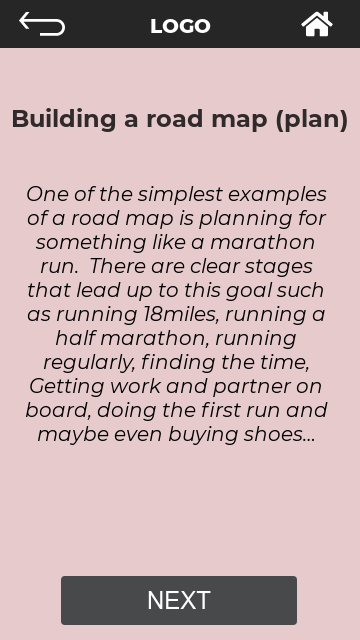 LOGO
Building a road map (plan)
One of the simplest examples
of a road map is planning for
something like a marathon
run.  There are clear stages
that lead up to this goal such
as running 18miles, running a
half marathon, running
regularly, finding the time,
Getting work and partner on
board, doing the first run and
maybe even buying shoes...
NEXT